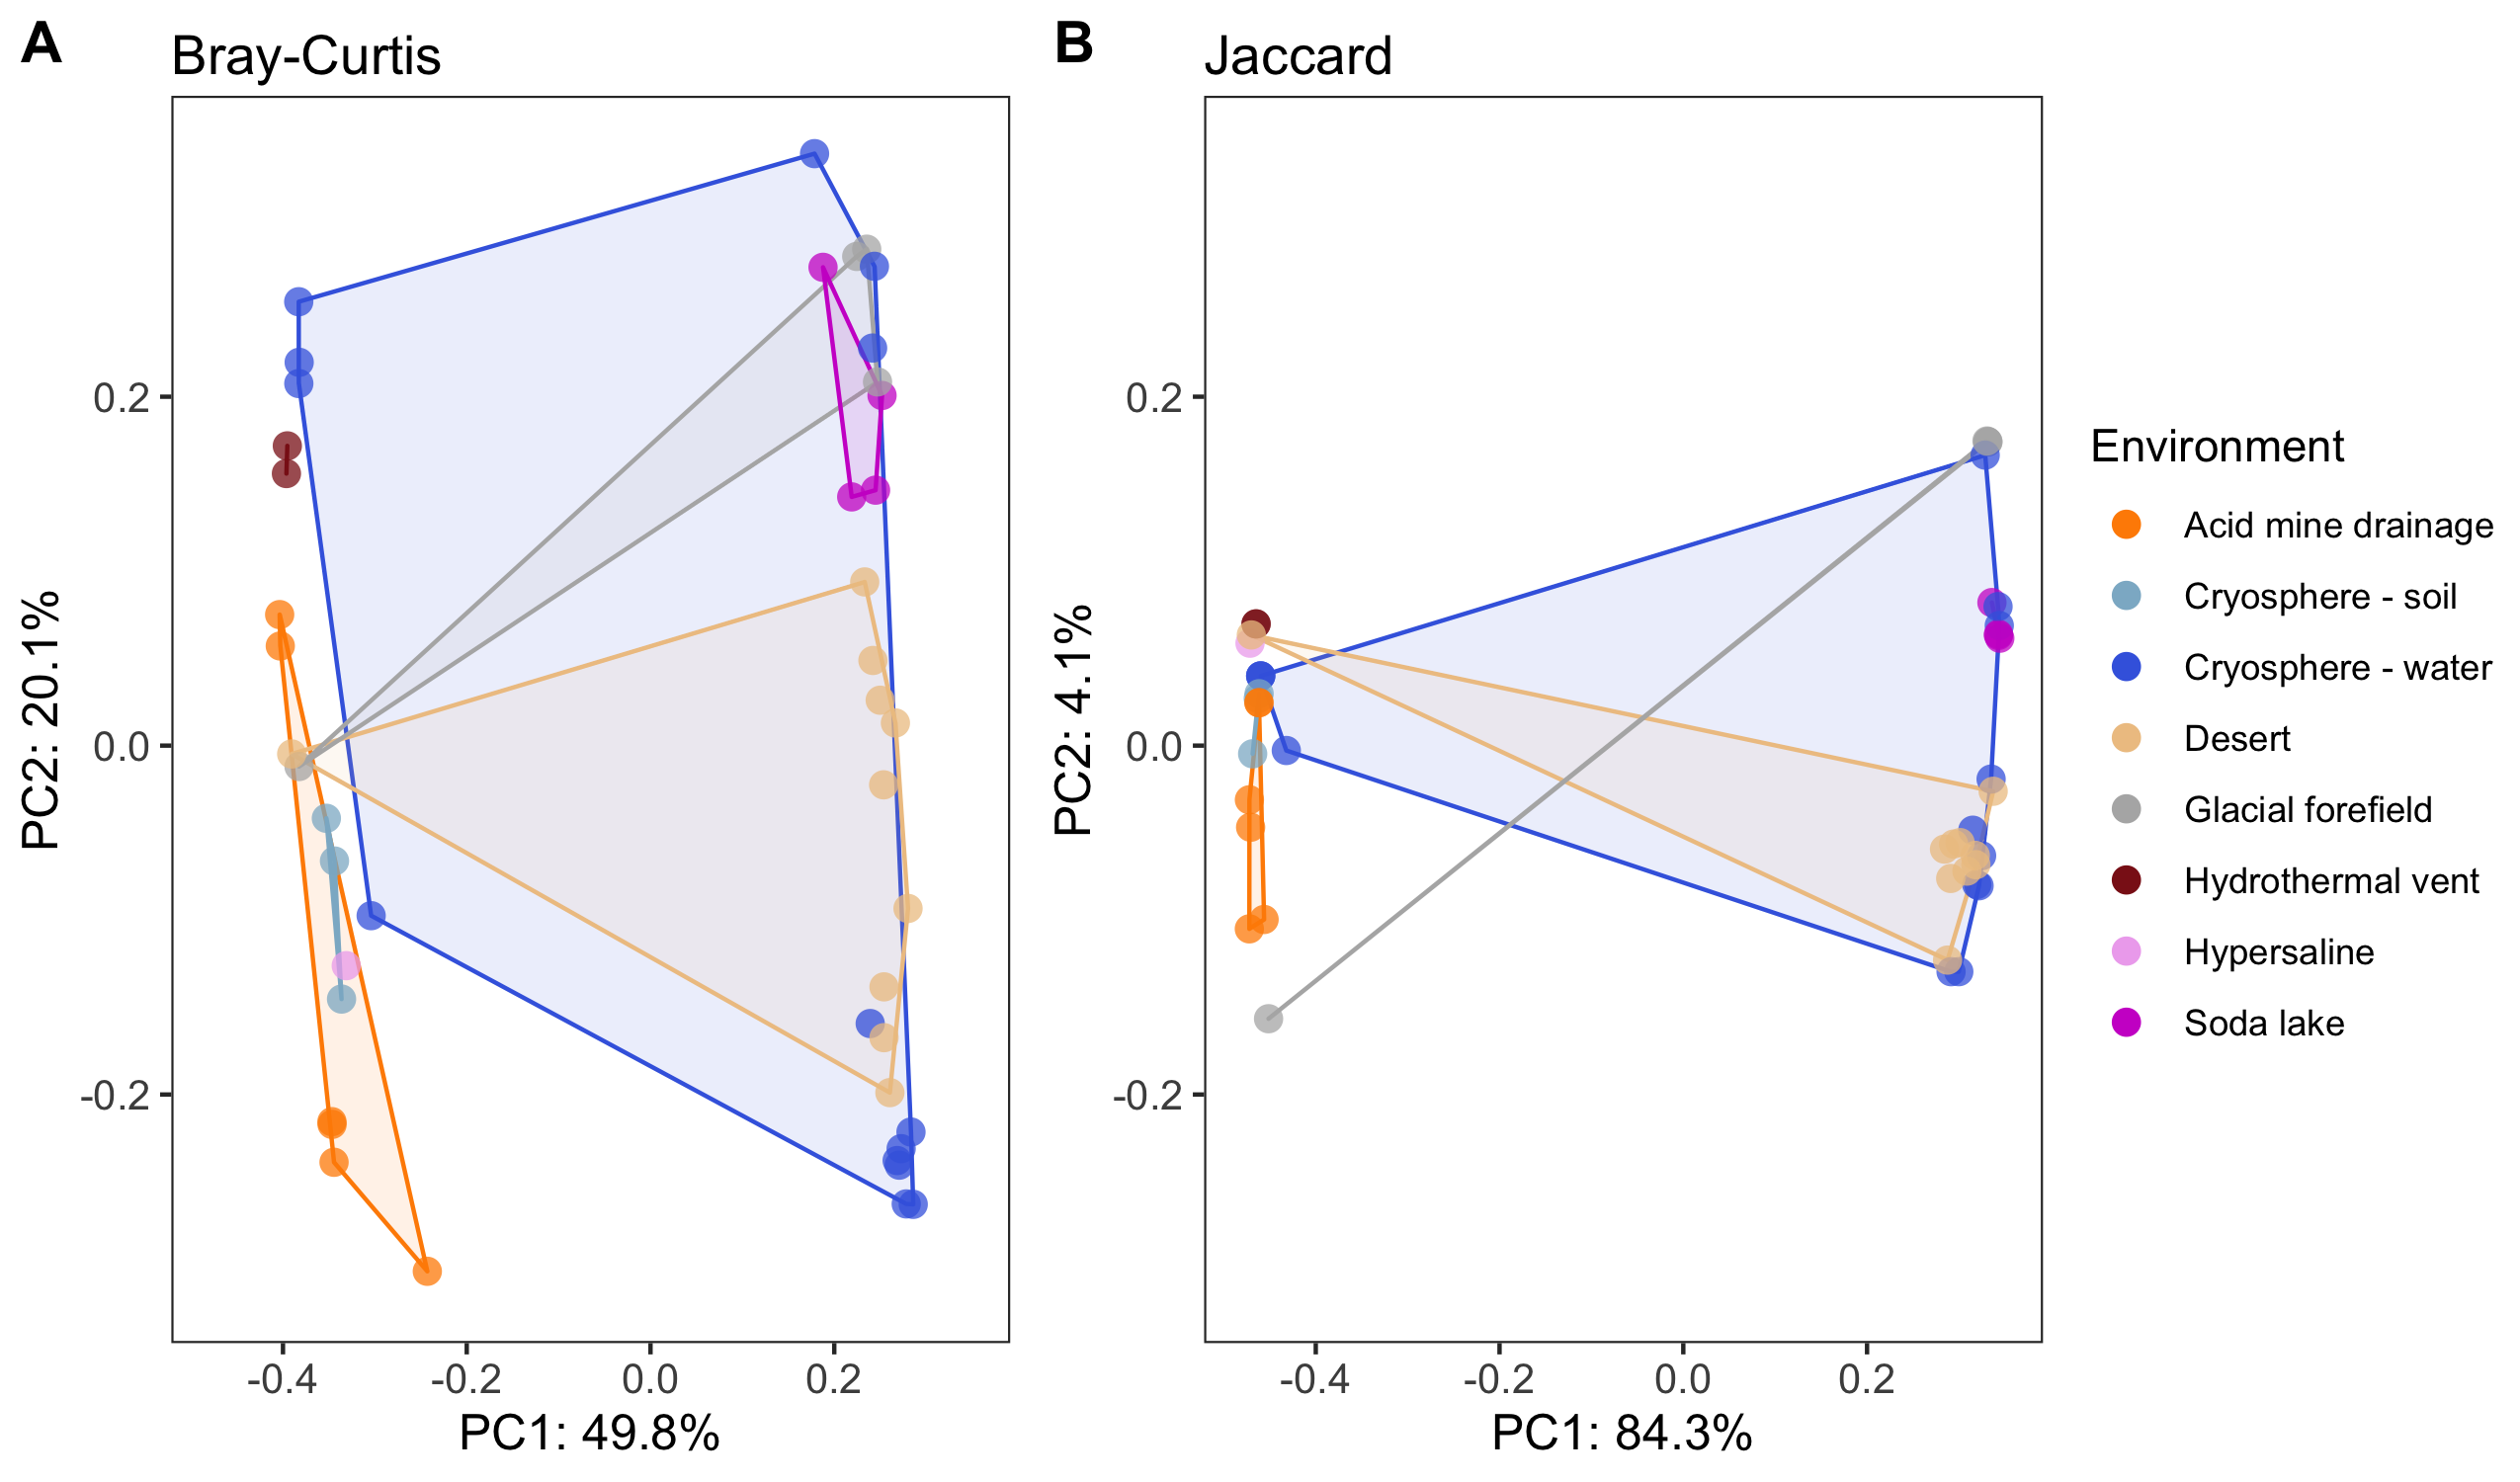 A
Bray-Curtis
PC2: 20.1%
0.2
0.0
-0.2
-0.4
-0.2
0.0
0.2
PC1: 49.8%
B
Jaccard
PC2: 4.1%
0.2
0.0
-0.2
-0.4
-0.2
0.0
0.2
PC1: 84.3%
Environment
Acid mine drainage
Cryosphere - soil
Cryosphere - water
Desert
Glacial forefield
Hydrothermal vent
Hypersaline
Soda lake